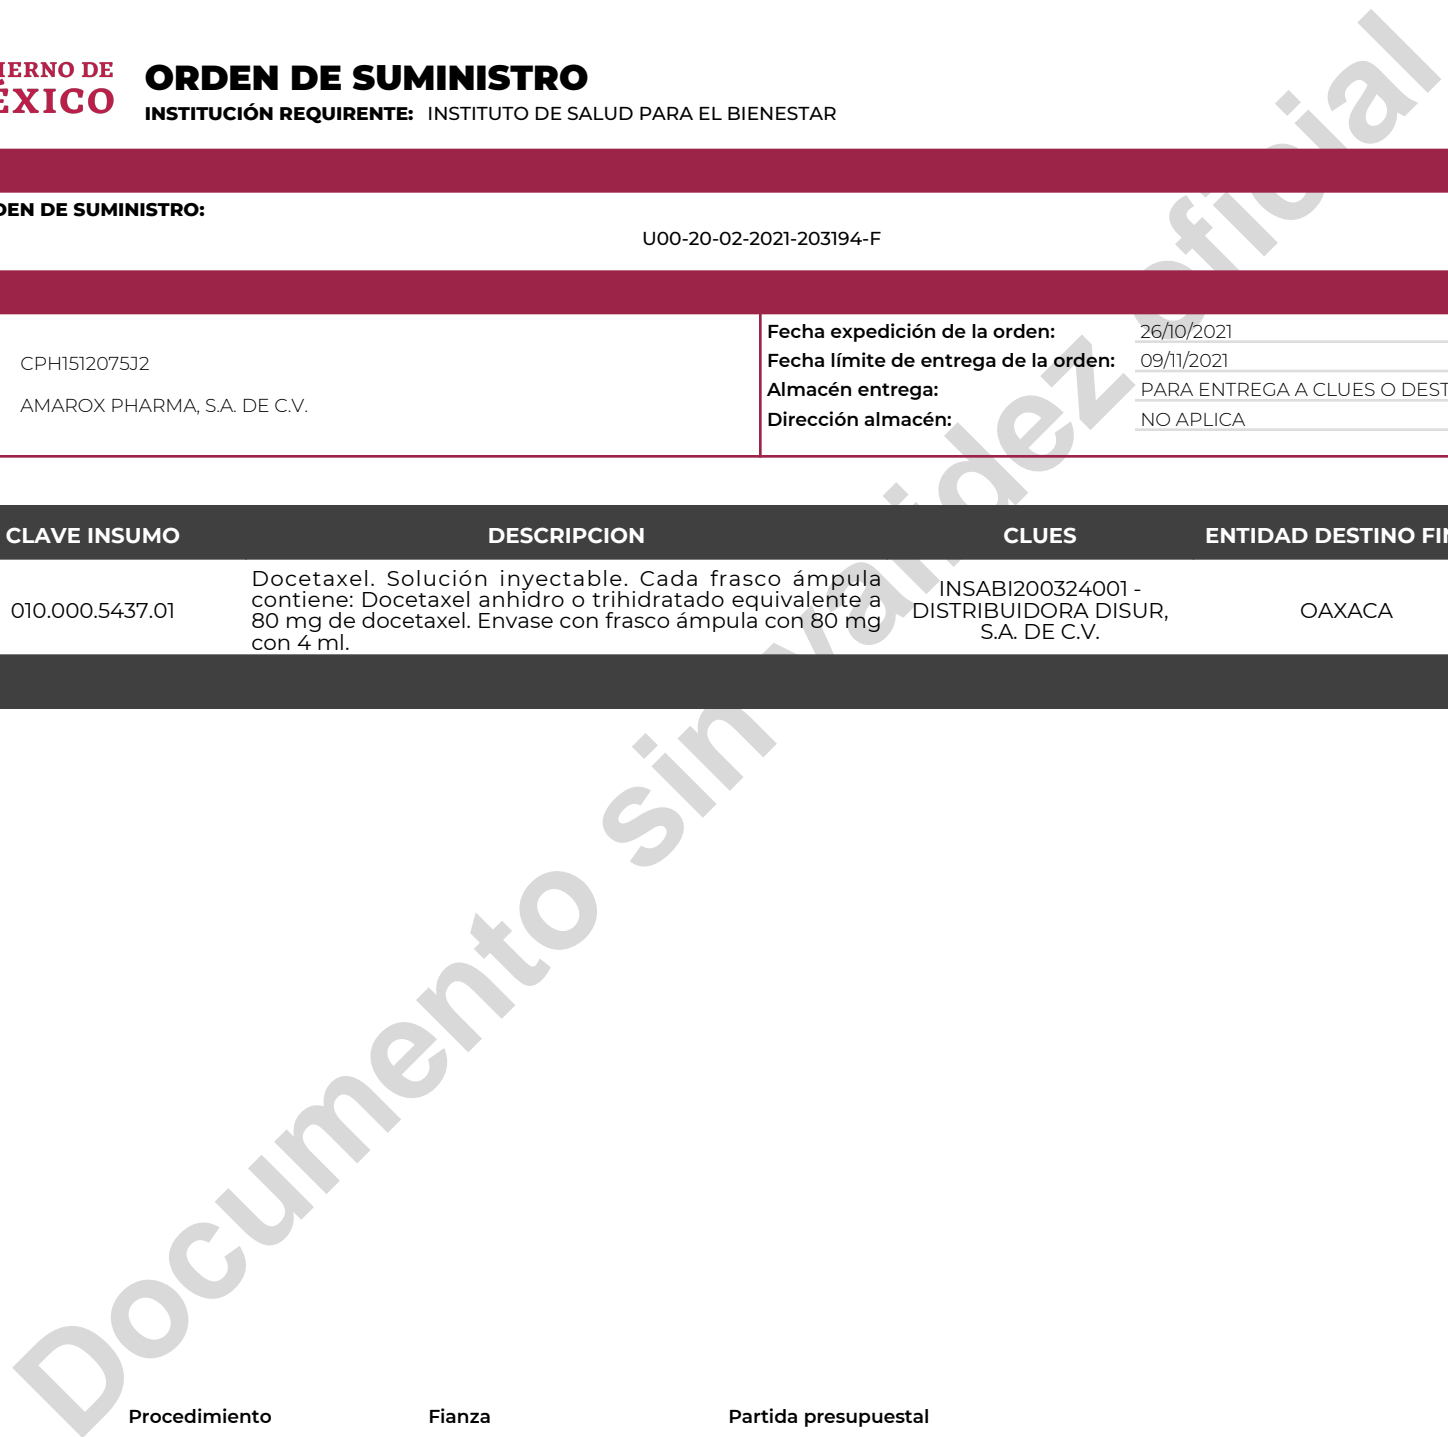 IERNO DE
ÉXICO
ORDEN DE SUMINISTRO
INSTITUCIÓN REQUIRENTE: INSTITUTO DE SALUD PARA EL BIENESTAR
DEN DE SUMINISTRO:
U00-20-02-2021-203194-F
CPH1512075J2
AMAROX PHARMA, S.A. DE C.V.
Fecha expedición de la orden: 26/10/2021
Fecha límite de entrega de la orden: 09/11/2021
Almacén entrega: PARA ENTREGA A CLUES O DEST
Dirección almacén: NO APLICA
CLAVE INSUMO DESCRIPCION CLUES ENTIDAD DESTINO FIN
010.000.5437.01
Docetaxel. Solución inyectable. Cada frasco ámpula
contiene: Docetaxel anhidro o trihidratado equivalente a
80 mg de docetaxel. Envase con frasco ámpula con 80 mg
con 4 ml.
INSABI200324001 -
DISTRIBUIDORA DISUR,
S.A. DE C.V.
OAXACA
Documento sin validez oficial
Procedimiento Fianza Partida presupuestal